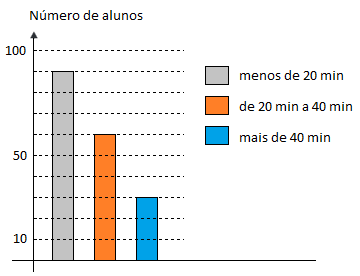 Número de alunos
100
50
10
menos de 20 min
de 20 min a 40 min
mais de 40 min